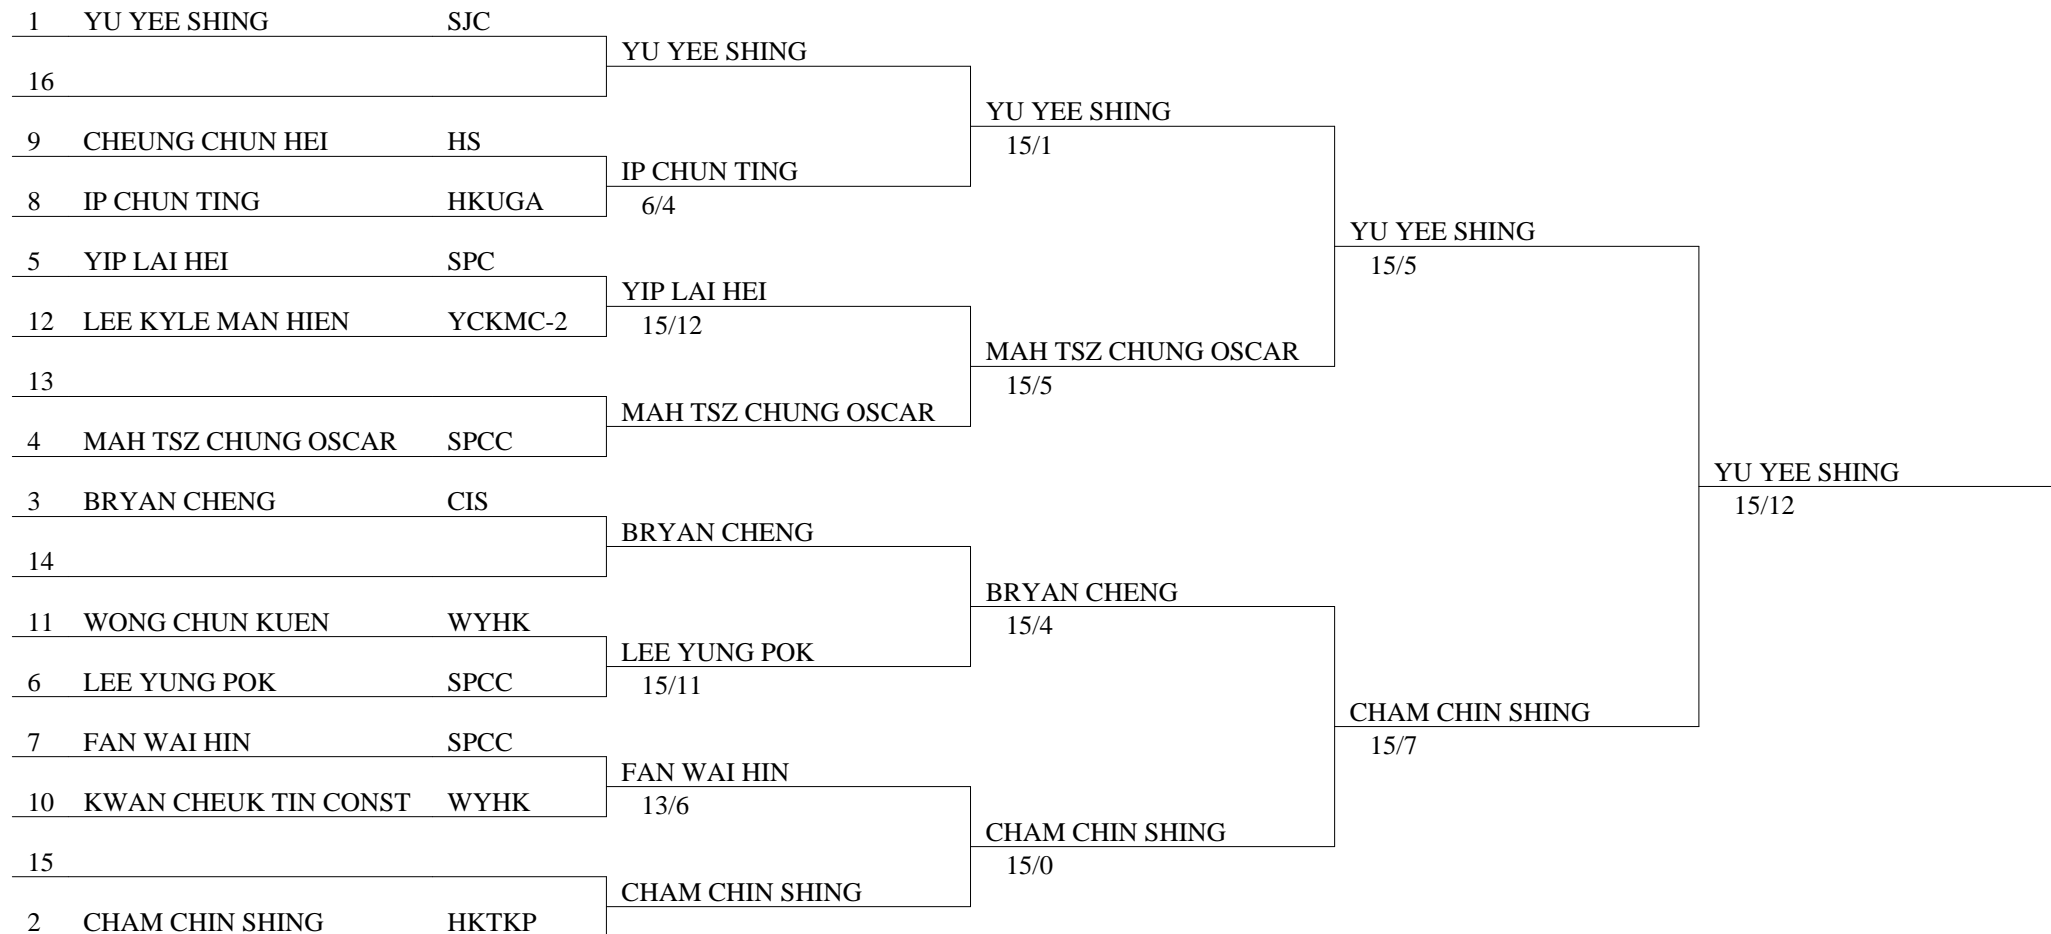 1 YU YEE SHING SJC
YU YEE SHING
16
YU YEE SHING
15/1
9 CHEUNG CHUN HEI HS
IP CHUN TING
6/4
8 IP CHUN TING HKUGA
YU YEE SHING
15/5
5 YIP LAI HEI SPC
YIP LAI HEI
15/12
12 LEE KYLE MAN HIEN YCKMC-2
MAH TSZ CHUNG OSCAR
15/5
13
MAH TSZ CHUNG OSCAR
4 MAH TSZ CHUNG OSCAR SPCC
YU YEE SHING
15/12
3 BRYAN CHENG CIS
BRYAN CHENG
14
BRYAN CHENG
15/4
11 WONG CHUN KUEN WYHK
LEE YUNG POK
15/11
6 LEE YUNG POK SPCC
CHAM CHIN SHING
15/7
7 FAN WAI HIN SPCC
FAN WAI HIN
13/6
10 KWAN CHEUK TIN CONST WYHK
CHAM CHIN SHING
15/0
15
CHAM CHIN SHING
2 CHAM CHIN SHING HKTKP